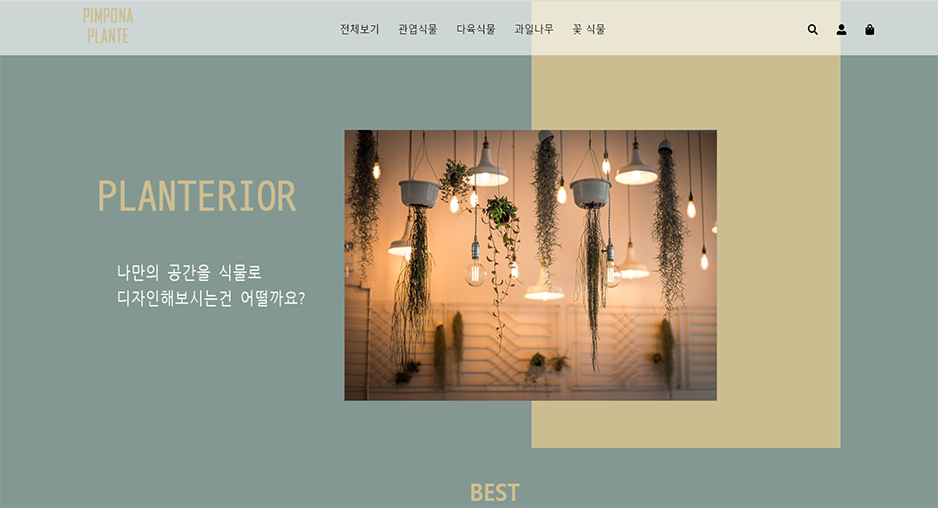 PIMPONA
PLANTE
전체보기 관엽식물 다육식물 과일나무 꽃 식물
PLANTERIOR
나만의 공간을 식물로
디자인해보시는건 어떨까요?
BEST